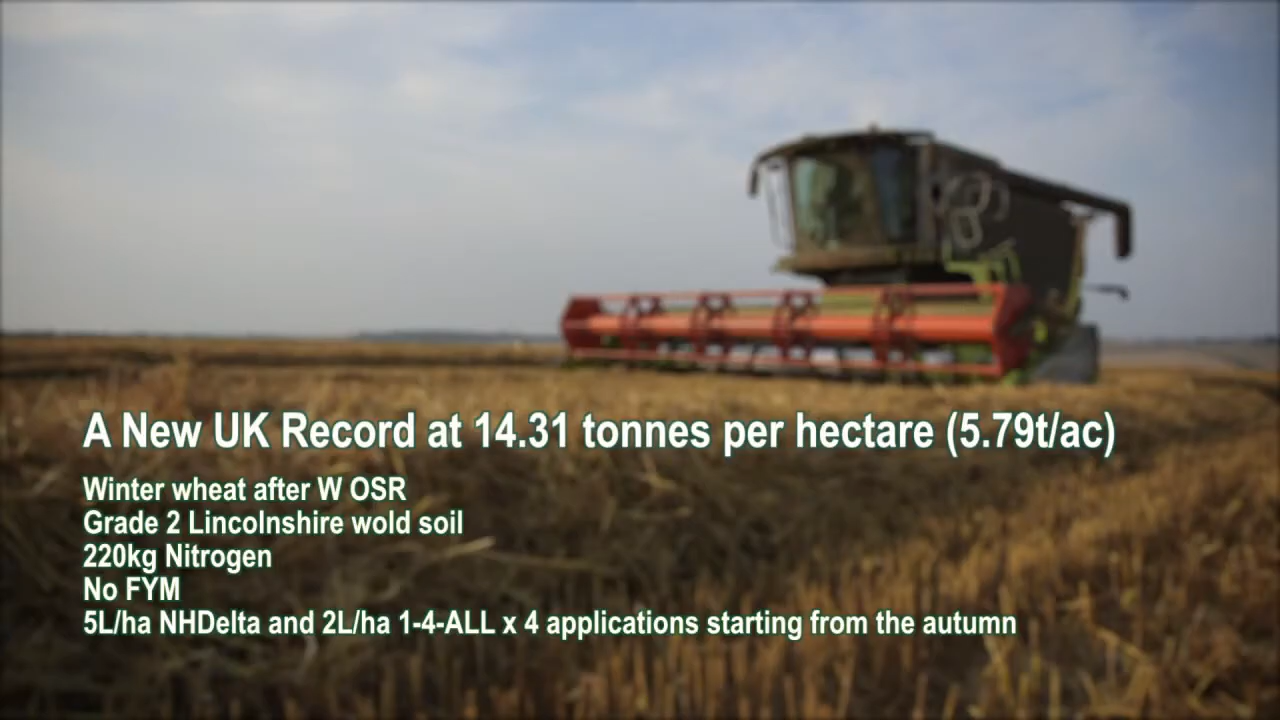 A New UK Record at 14.31 tonnes per hectare (5.79t/ac)
Winter wheat after W OSR
Grade 2 Lincolnshire wold soil
220kg Nitrogen
No FYM
5L/ha NHDelta and 2L/ha 1-4-ALL x 4 applications starting from the autumn